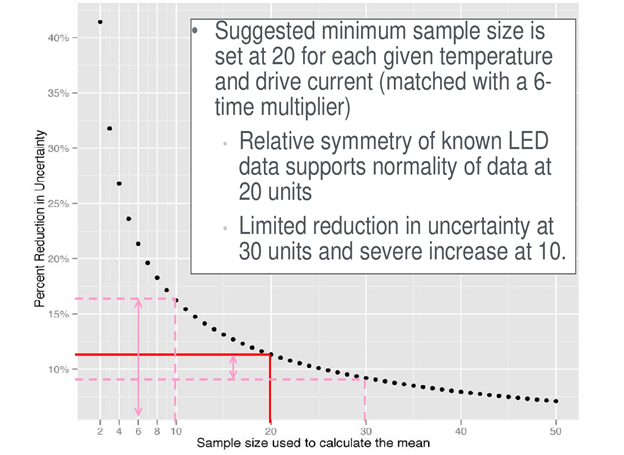 • Suggested minimum sample size is
set at 20 for each given temperature
and drive current (matched with a 6-
time multiplier)
• Relative symmetry of known LED
data supports normality of data at
20 units
• Limited reduction in uncertainty at
30 units and severe increase at 10.
Percent Reduction in Uncertainty
40%
35%
30%
25%
20%
15%
10%
2 4 6 8 10 20 30 40 50
Sample size used to calculate the mean